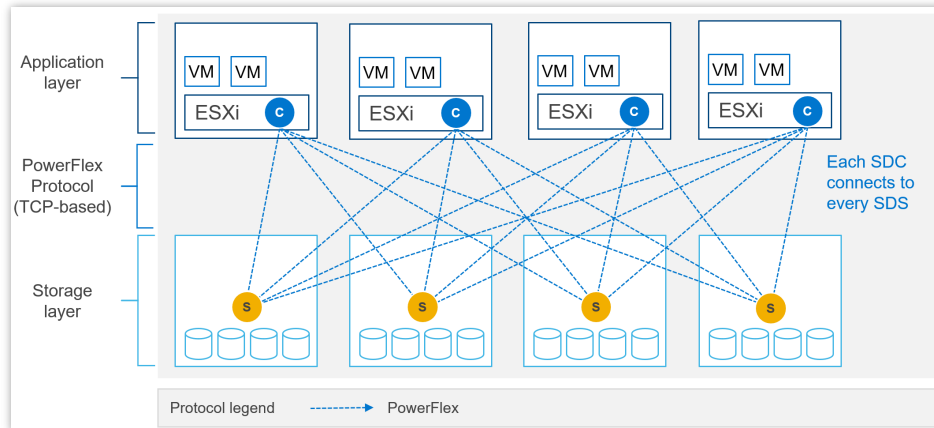 Application
layer
VM VM
VM VM
VM VM
VM VM
ESXi C
ESXi C
ESXi C
ESXi C
PowerFlex
Protocol
(TCP-based)
Each SDC
connects to
every SDS
Storage
layer
S
S
S
S
Protocol legend PowerFlex